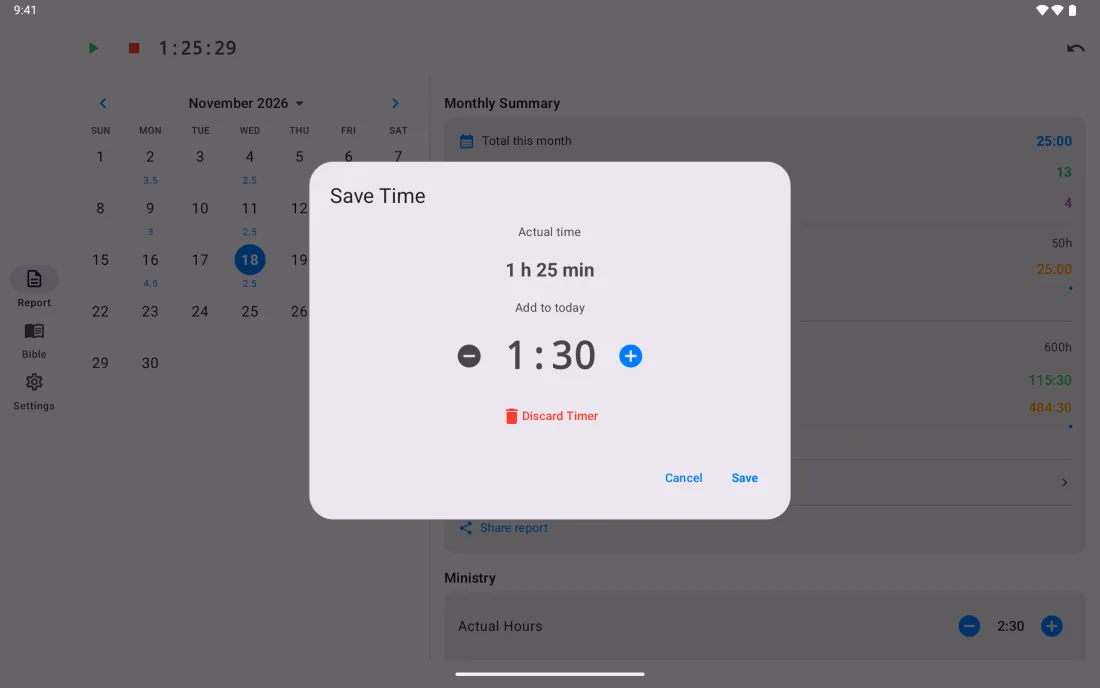 9:41
1:25:29
November 2026
SUN MON TUE WED THU FRI SAT
1 2 3 4 5 6 7
3.5 2.5
8 9 10 11 12
3 2.5
15 16 17 18 19
4.5 2.5
22 23 24 25 26
29 30
Report
Bible
Settings
Monthly Summary
Total this month 25:00
13
4
50h
25:00
600h
115:30
484:30
Share report
Ministry
Actual Hours 2:30
Save Time
Actual time
1 h 25 min
Add to today
1:30
Discard Timer
Cancel Save